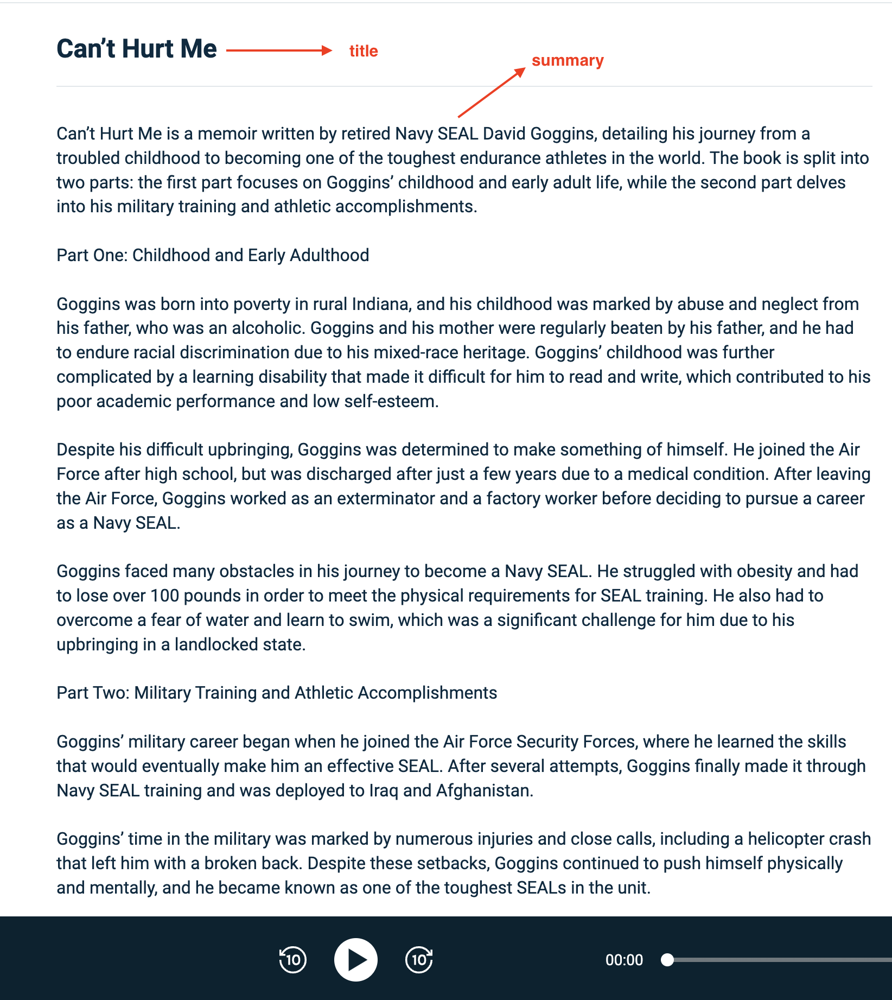 Can’t Hurt Me
title
summary
Can’t Hurt Me is a memoir written by retired Navy SEAL David Goggins, detailing his journey from a
troubled childhood to becoming one of the toughest endurance athletes in the world. The book is split into
two parts: the first part focuses on Goggins’ childhood and early adult life, while the second part delves
into his military training and athletic accomplishments.
Part One: Childhood and Early Adulthood
Goggins was born into poverty in rural Indiana, and his childhood was marked by abuse and neglect from
his father, who was an alcoholic. Goggins and his mother were regularly beaten by his father, and he had
to endure racial discrimination due to his mixed-race heritage. Goggins’ childhood was further
complicated by a learning disability that made it difficult for him to read and write, which contributed to his
poor academic performance and low self-esteem.
Despite his difficult upbringing, Goggins was determined to make something of himself. He joined the Air
Force after high school, but was discharged after just a few years due to a medical condition. After leaving
the Air Force, Goggins worked as an exterminator and a factory worker before deciding to pursue a career
as a Navy SEAL.
Goggins faced many obstacles in his journey to become a Navy SEAL. He struggled with obesity and had
to lose over 100 pounds in order to meet the physical requirements for SEAL training. He also had to
overcome a fear of water and learn to swim, which was a significant challenge for him due to his
upbringing in a landlocked state.
Part Two: Military Training and Athletic Accomplishments
Goggins’ military career began when he joined the Air Force Security Forces, where he learned the skills
that would eventually make him an effective SEAL. After several attempts, Goggins finally made it through
Navy SEAL training and was deployed to Iraq and Afghanistan.
Goggins’ time in the military was marked by numerous injuries and close calls, including a helicopter crash
that left him with a broken back. Despite these setbacks, Goggins continued to push himself physically
and mentally, and he became known as one of the toughest SEALs in the unit.
10 10 00:00